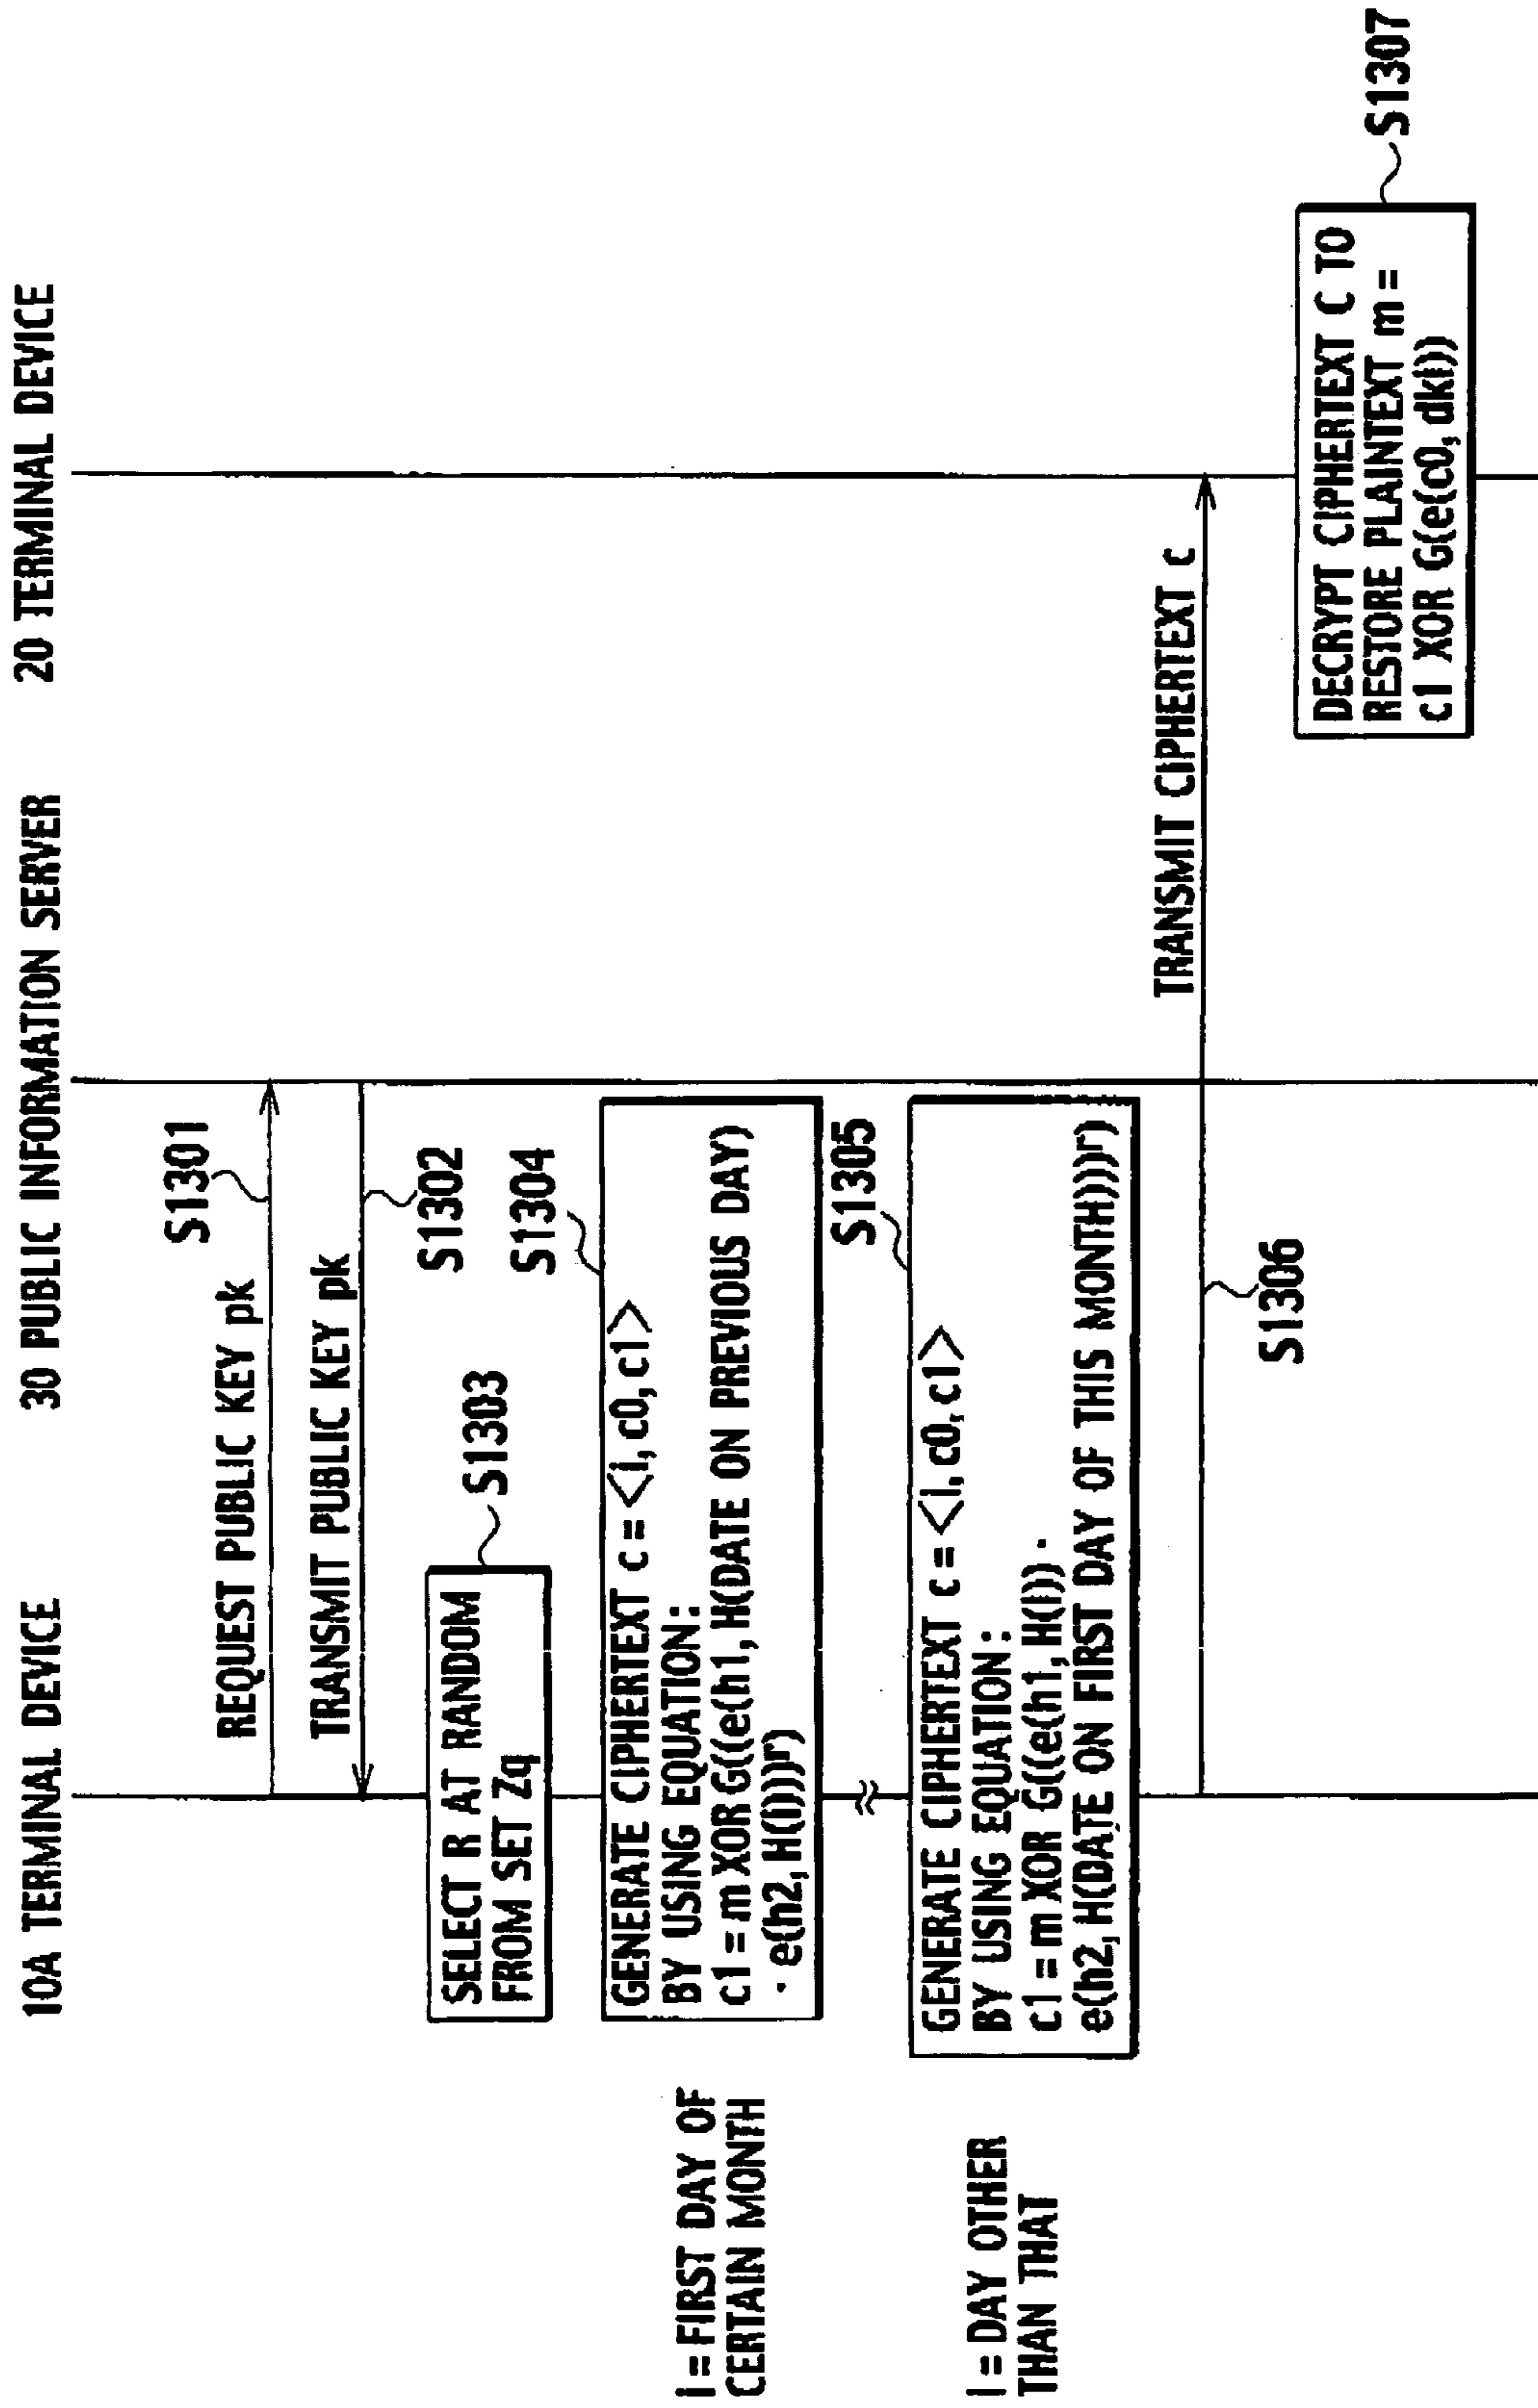 10A TERMINAL DEVICE
30 PUBLIC INFORMATION SERVER
20 TERMINAL DEVICE
S1301
REQUEST PUBLIC KEY pk
TRANSMIT PUBLIC KEY pk
S1302
SELECT R AT RANDOM
FROM SET Zq
S1303
S1304
i = FIRST DAY OF
CERTAIN MONTH
GENERATE CIPHERTEXT c = <i, c0, c1>
BY USING EQUATION:
c1 = m XOR G((e(h1, H(DATE ON PREVIOUS DAY)
· e(h2, H(i)))r)
S1305
i = DAY OTHER
THAN THAT
GENERATE CIPHERTEXT c = <i, c0, c1>
BY USING EQUATION:
c1 = m XOR G((e(h1, H(i)) ·
e(h2, H(DATE ON FIRST DAY OF THIS MONTH)))r)
TRANSMIT CIPHERTEXT c
S1306
DECRYPT CIPHERTEXT C TO
RESTORE PLAINTEXT m =
c1 XOR G(e(c0, dki))
S1307